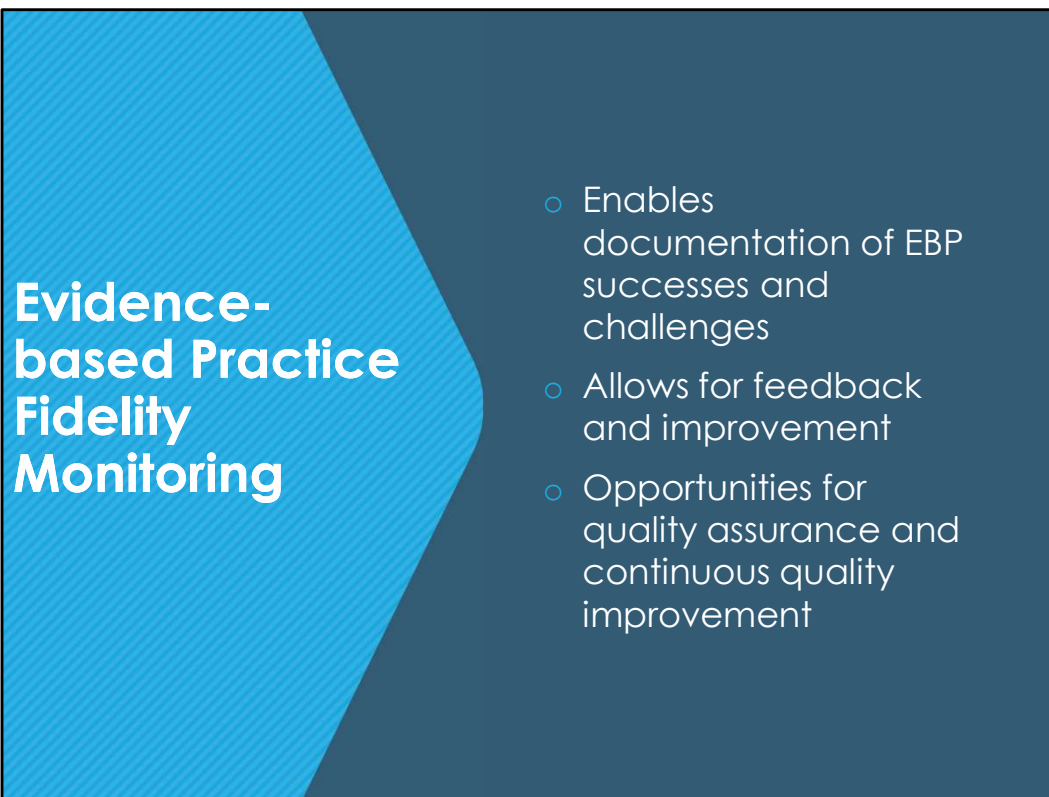 Evidence-
based Practice
Fidelity
Monitoring
o Enables
documentation of EBP
successes and
challenges
o Allows for feedback
and improvement
o Opportunities for
quality assurance and
continuous quality
improvement